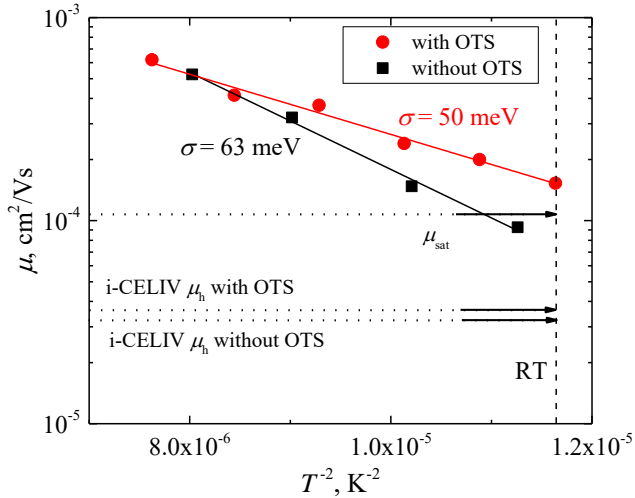 10⁻³
with OTS
without OTS
σ = 50 meV
σ = 63 meV
μ, cm²/Vs
10⁻⁴
μsat
i-CELIV μh with OTS
i-CELIV μh without OTS
RT
10⁻⁵
8.0x10⁻⁶ 1.0x10⁻⁵ 1.2x10⁻⁵
T⁻², K⁻²